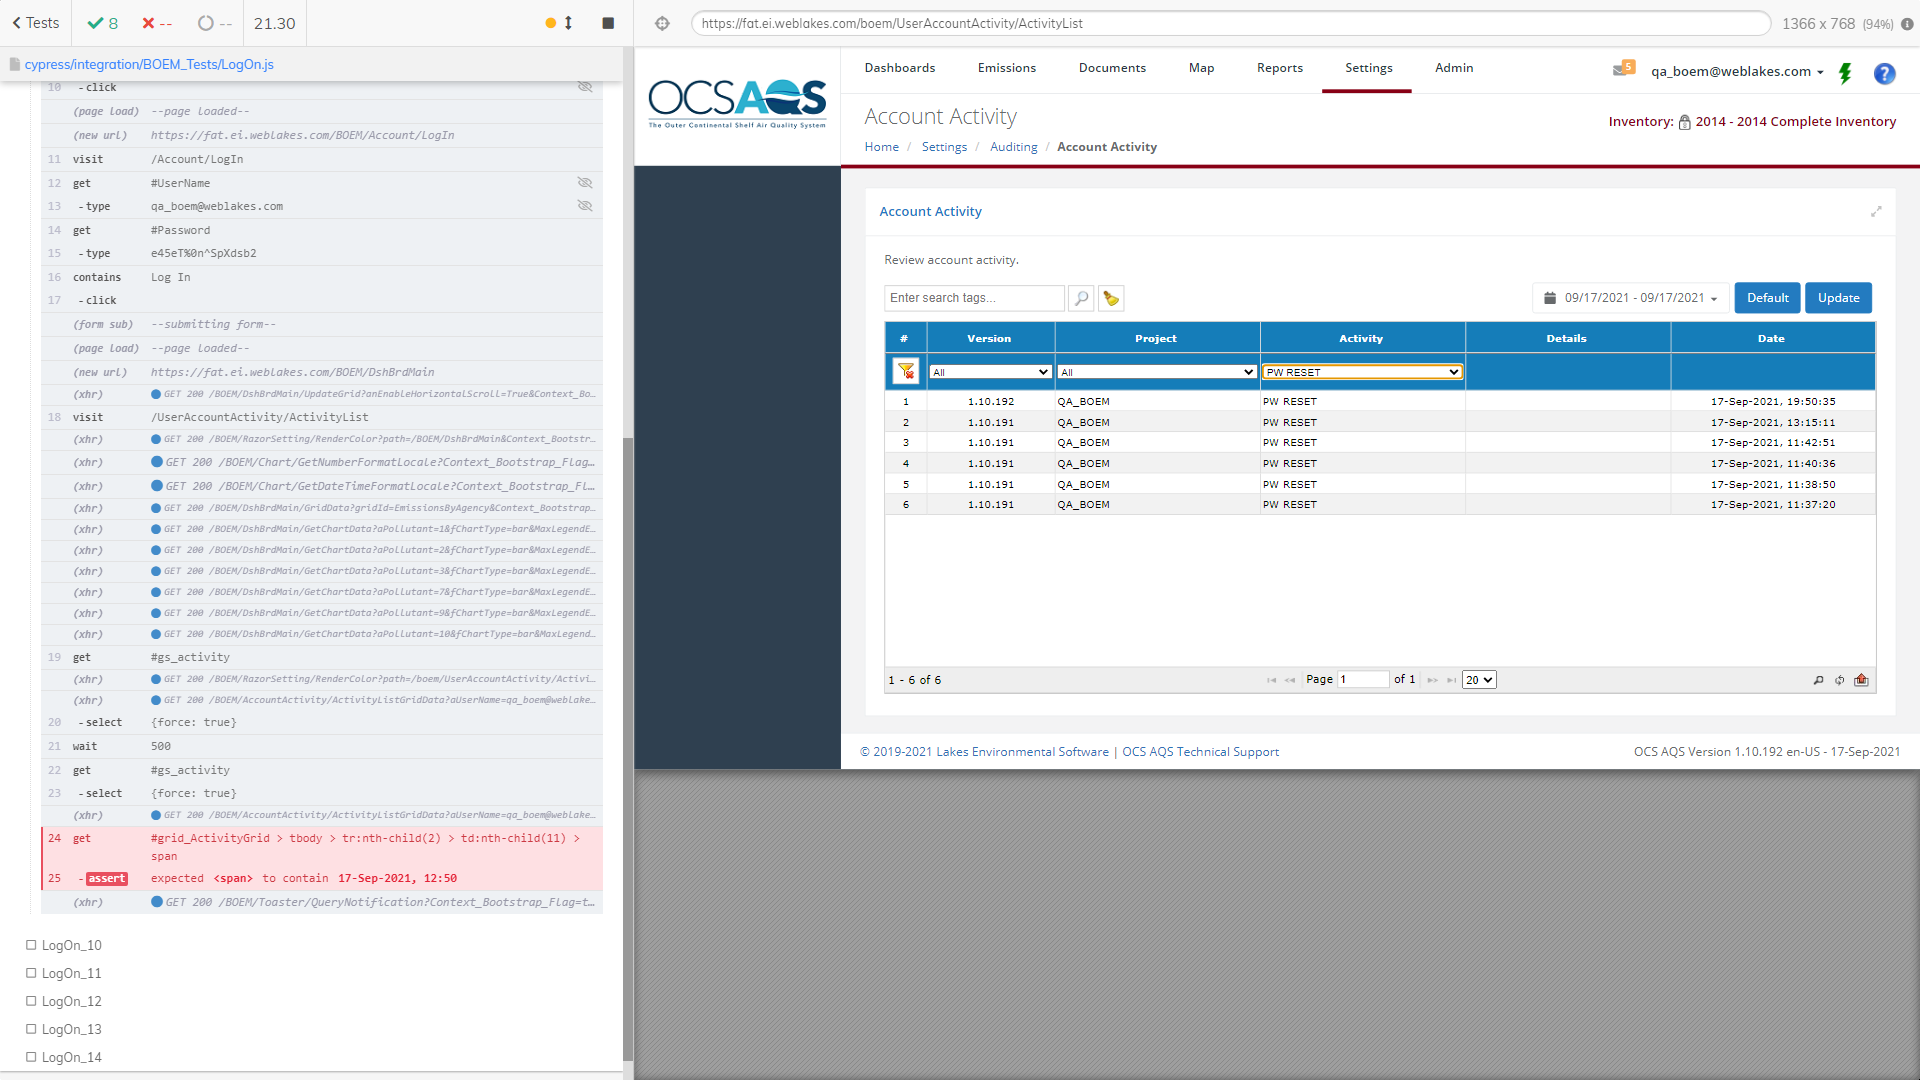 Tests
8
--
--
21.30
cypress/integration/BOEM_Tests/LogOn.js
10 -click
(page load) --page loaded--
(new url) https://fat.ei.weblakes.com/BOEM/Account/LogIn
11 visit /Account/LogIn
12 get #UserName
13 -type qa_boem@weblakes.com
14 get #Password
15 -type e45eT%0n^SpXdsb2
16 contains Log In
17 -click
(form sub) --submitting form--
(page load) --page loaded--
(new url) https://fat.ei.weblakes.com/BOEM/DshBrdMain
(xhr) GET 200 /BOEM/DshBrdMain/UpdateGrid?anEnableHorizontalScroll=True&Context_Bo...
18 visit /UserAccountActivity/ActivityList
(xhr) GET 200 /BOEM/RazorSetting/RenderColor?path=/BOEM/DshBrdMain&Context_Bootstr...
(xhr) GET 200 /BOEM/Chart/GetNumberFormatLocale?Context_Bootstrap_Flag...
(xhr) GET 200 /BOEM/Chart/GetDateTimeFormatLocale?Context_Bootstrap_Fl...
(xhr) GET 200 /BOEM/DshBrdMain/GridData?gridId=EmissionsByAgency&Context_Bootstrap...
(xhr) GET 200 /BOEM/DshBrdMain/GetChartData?aPollutant=1&fChartType=bar&MaxLegendE...
(xhr) GET 200 /BOEM/DshBrdMain/GetChartData?aPollutant=2&fChartType=bar&MaxLegendE...
(xhr) GET 200 /BOEM/DshBrdMain/GetChartData?aPollutant=3&fChartType=bar&MaxLegendE...
(xhr) GET 200 /BOEM/DshBrdMain/GetChartData?aPollutant=7&fChartType=bar&MaxLegendE...
(xhr) GET 200 /BOEM/DshBrdMain/GetChartData?aPollutant=9&fChartType=bar&MaxLegendE...
(xhr) GET 200 /BOEM/DshBrdMain/GetChartData?aPollutant=10&fChartType=bar&MaxLegend...
19 get #gs_activity
(xhr) GET 200 /BOEM/RazorSetting/RenderColor?path=/boem/UserAccountActivity/Activi...
(xhr) GET 200 /BOEM/AccountActivity/ActivityListGridData?aUserName=qa_boem@weblake...
20 -select {force: true}
21 wait 500
22 get #gs_activity
23 -select {force: true}
(xhr) GET 200 /BOEM/AccountActivity/ActivityListGridData?aUserName=qa_boem@weblake...
24 get #grid_ActivityGrid > tbody > tr:nth-child(2) > td:nth-child(11) >
span
25 -assert expected <span> to contain 17-Sep-2021, 12:50
(xhr) GET 200 /BOEM/Toaster/QueryNotification?Context_Bootstrap_Flag=t...
LogOn_10
LogOn_11
LogOn_12
LogOn_13
LogOn_14
https://fat.ei.weblakes.com/boem/UserAccountActivity/ActivityList
1366 x 768 (94%)
OCSAQS
The Outer Continental Shelf Air Quality System
Dashboards Emissions Documents Map Reports Settings Admin
5
qa_boem@weblakes.com
?
Account Activity
Inventory: 2014 - 2014 Complete Inventory
Home / Settings / Auditing / Account Activity
Account Activity
Review account activity.
Enter search tags...
09/17/2021 - 09/17/2021
Default
Update
# Version Project Activity Details Date
All All PW RESET
1 1.10.192 QA_BOEM PW RESET 17-Sep-2021, 19:50:35
2 1.10.191 QA_BOEM PW RESET 17-Sep-2021, 13:15:11
3 1.10.191 QA_BOEM PW RESET 17-Sep-2021, 11:42:51
4 1.10.191 QA_BOEM PW RESET 17-Sep-2021, 11:40:36
5 1.10.191 QA_BOEM PW RESET 17-Sep-2021, 11:38:50
6 1.10.191 QA_BOEM PW RESET 17-Sep-2021, 11:37:20
1 - 6 of 6
Page 1 of 1
20
© 2019-2021 Lakes Environmental Software | OCS AQS Technical Support
OCS AQS Version 1.10.192 en-US - 17-Sep-2021